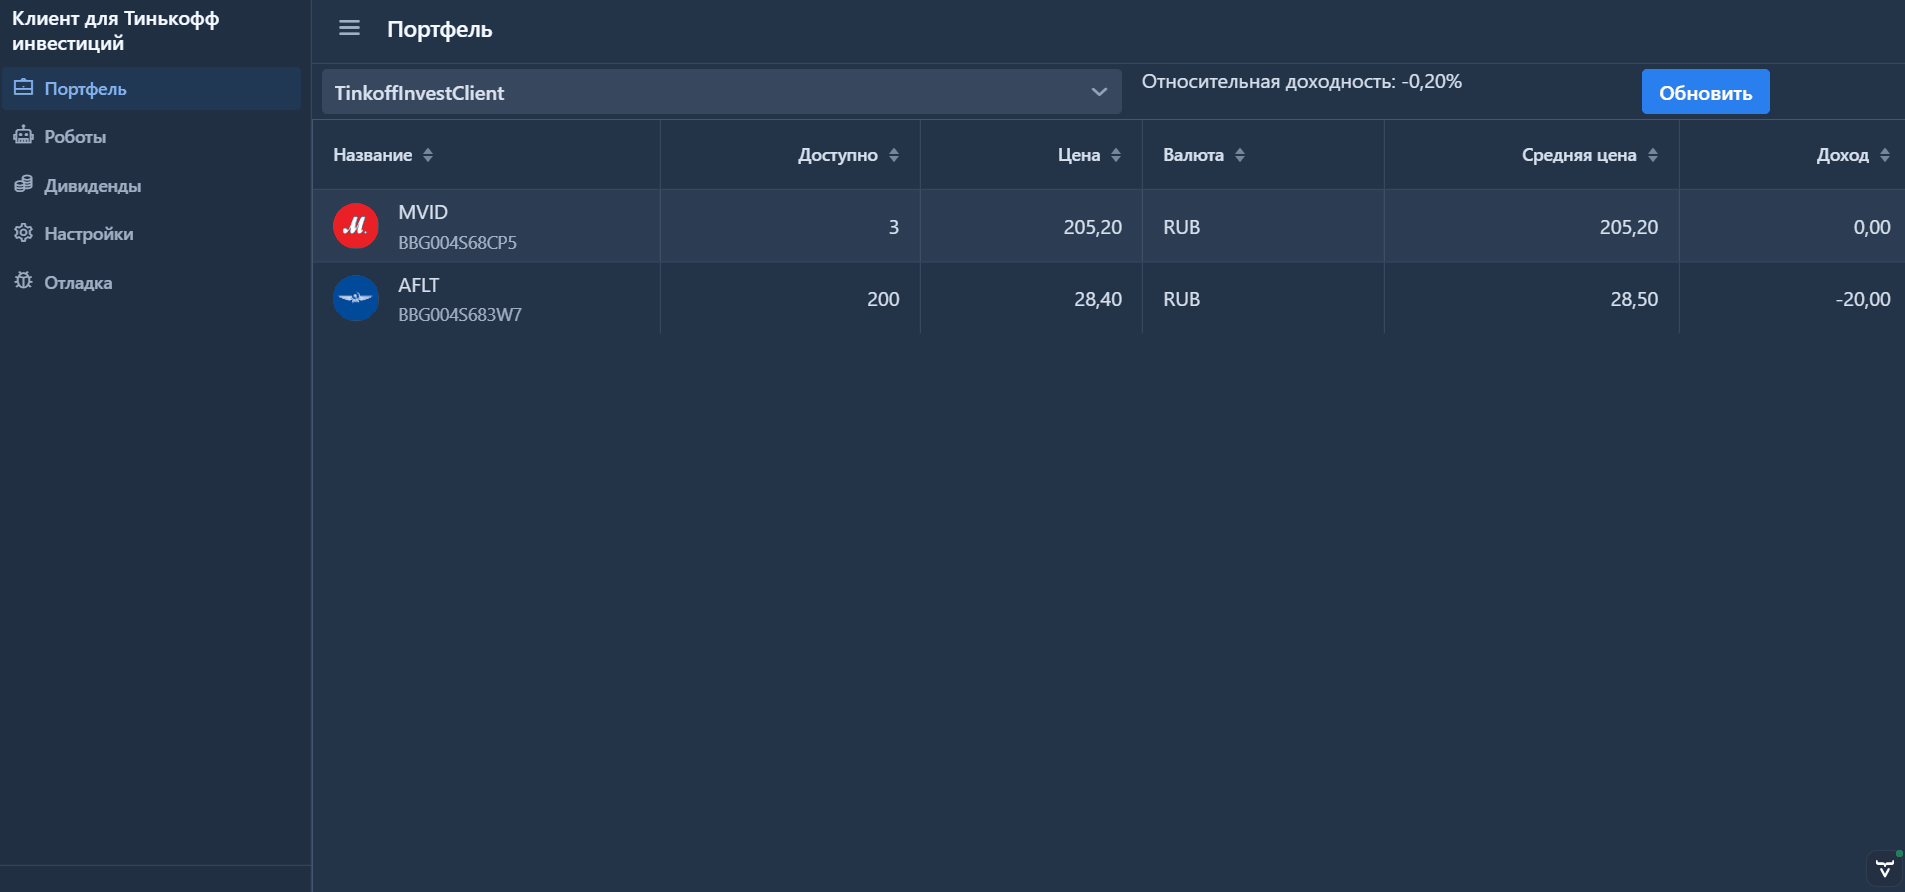 Клиент для Тинькофф
инвестиций
Портфель
Роботы
Дивиденды
Настройки
Отладка
Портфель
TinkoffInvestClient
Относительная доходность: -0,20%
Обновить
Название Доступно Цена Валюта Средняя цена Доход
MVID
BBG004S68CP5
3 205,20 RUB 205,20 0,00
AFLT
BBG004S683W7
200 28,40 RUB 28,50 -20,00